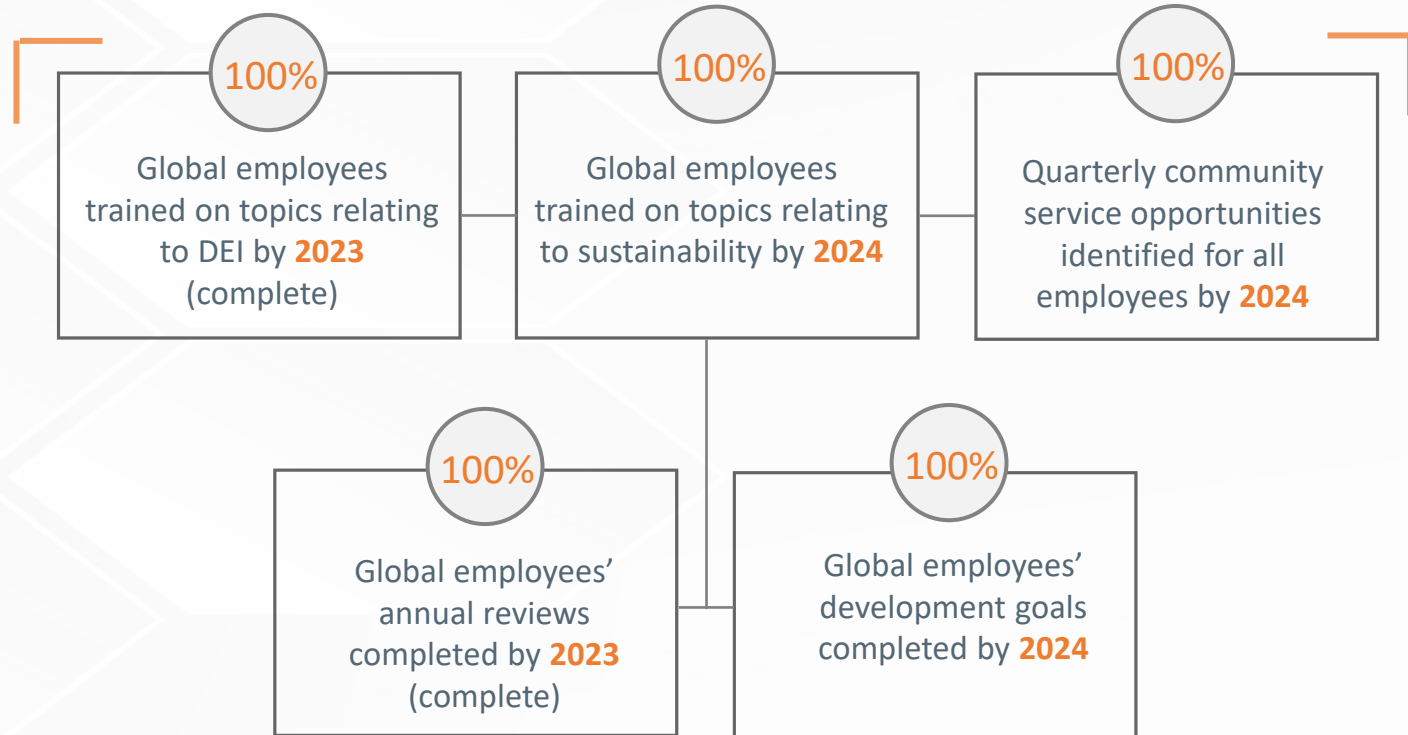 100%
Global employees
trained on topics relating
to DEI by 2023
(complete)
100%
Global employees
trained on topics relating
to sustainability by 2024
100%
Quarterly community
service opportunities
identified for all
employees by 2024
100%
Global employees’
annual reviews
completed by 2023
(complete)
100%
Global employees’
development goals
completed by 2024